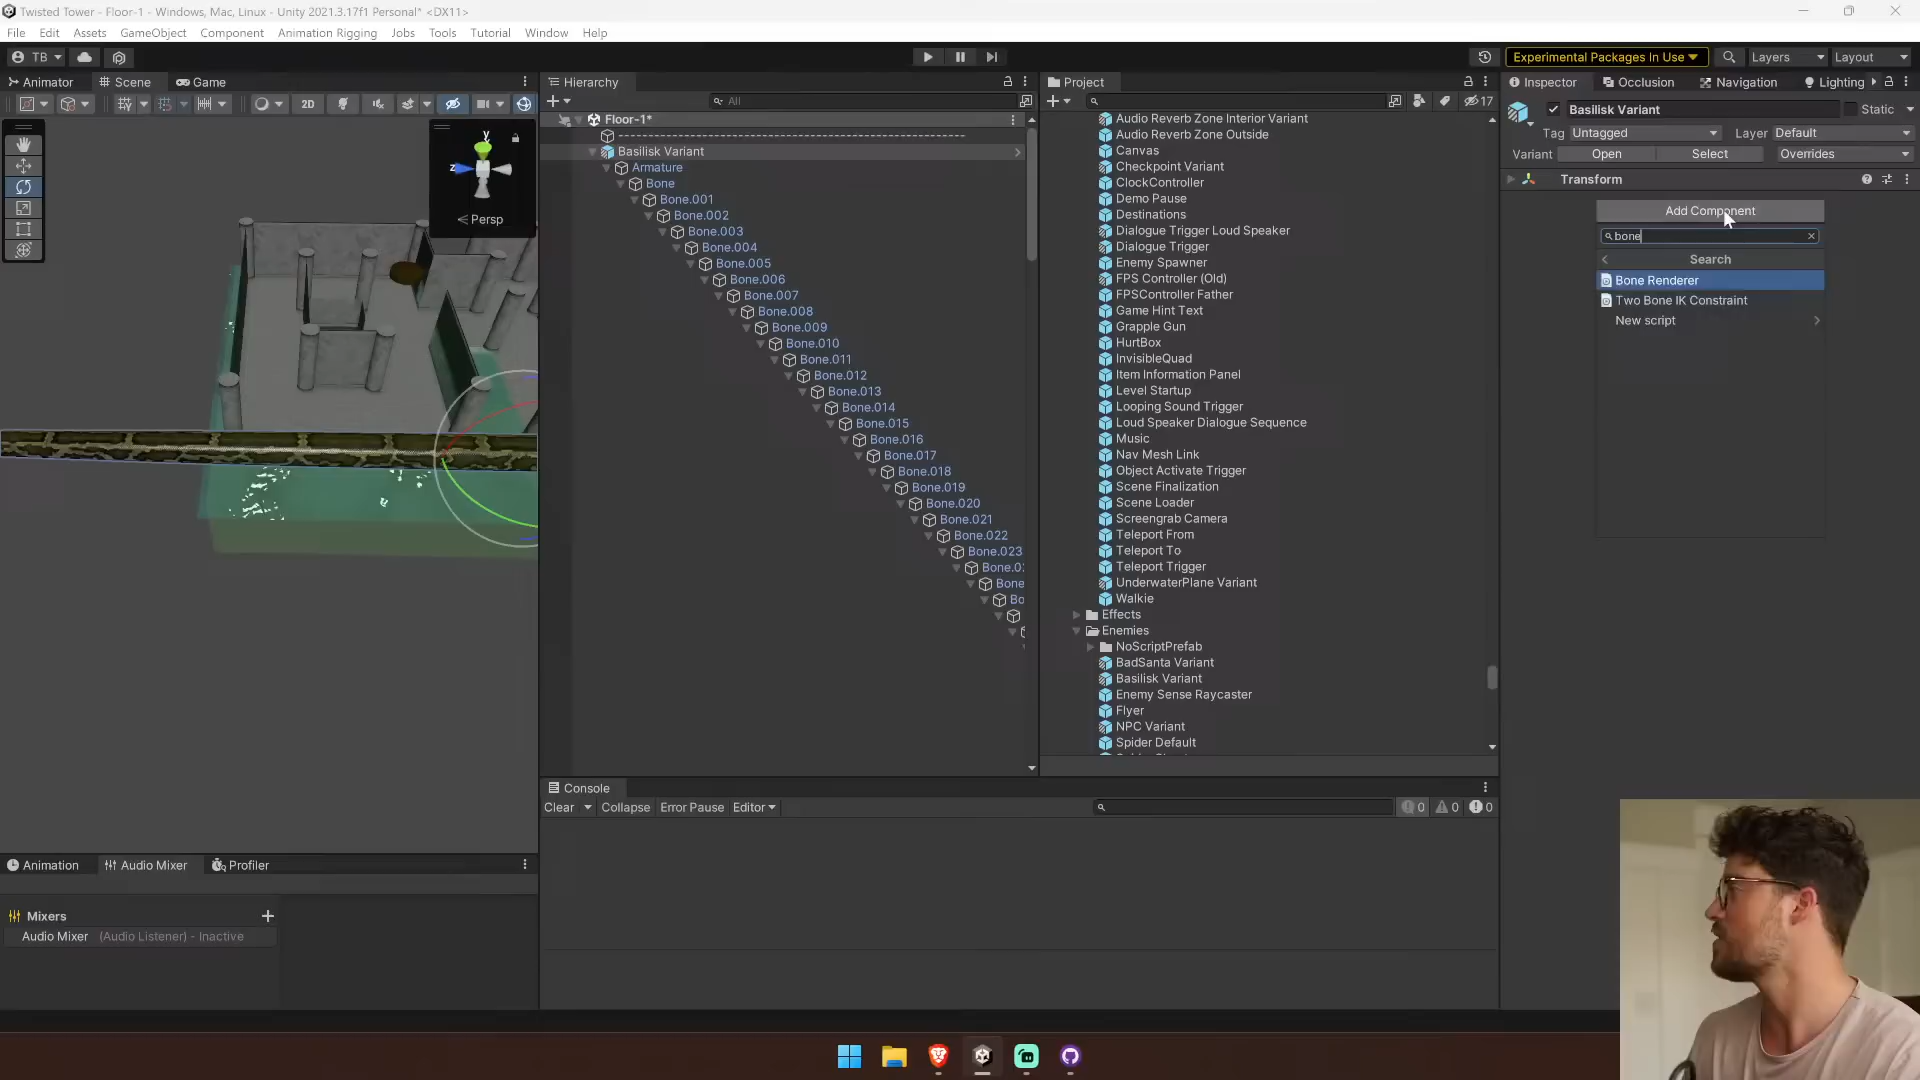 Twisted Tower - Floor-1 - Windows, Mac, Linux - Unity 2021.3.17f1 Personal* <DX11>
File Edit Assets GameObject Component Animation Rigging Jobs Tools Tutorial Window Help
TB
Experimental Packages In Use
Layers
Layout
Animator
Scene
Game
2D
y
z
Persp
Hierarchy
All
Floor-1*
Basilisk Variant
Armature
Bone
Bone.001
Bone.002
Bone.003
Bone.004
Bone.005
Bone.006
Bone.007
Bone.008
Bone.009
Bone.010
Bone.011
Bone.012
Bone.013
Bone.014
Bone.015
Bone.016
Bone.017
Bone.018
Bone.019
Bone.020
Bone.021
Bone.022
Bone.023
Bone.02
Bone
Bo
Project
17
Audio Reverb Zone Interior Variant
Audio Reverb Zone Outside
Canvas
Checkpoint Variant
ClockController
Demo Pause
Destinations
Dialogue Trigger Loud Speaker
Dialogue Trigger
Enemy Spawner
FPS Controller (Old)
FPSController Father
Game Hint Text
Grapple Gun
HurtBox
InvisibleQuad
Item Information Panel
Level Startup
Looping Sound Trigger
Loud Speaker Dialogue Sequence
Music
Nav Mesh Link
Object Activate Trigger
Scene Finalization
Scene Loader
Screengrab Camera
Teleport From
Teleport To
Teleport Trigger
UnderwaterPlane Variant
Walkie
Effects
Enemies
NoScriptPrefab
BadSanta Variant
Basilisk Variant
Enemy Sense Raycaster
Flyer
NPC Variant
Spider Default
Inspector
Occlusion
Navigation
Lighting
Basilisk Variant
Static
Tag Untagged
Layer Default
Variant Open Select Overrides
Transform
Add Component
bone
Search
Bone Renderer
Two Bone IK Constraint
New script
Console
Clear Collapse Error Pause Editor
0 0 0
Animation
Audio Mixer
Profiler
Mixers
Audio Mixer (Audio Listener) - Inactive